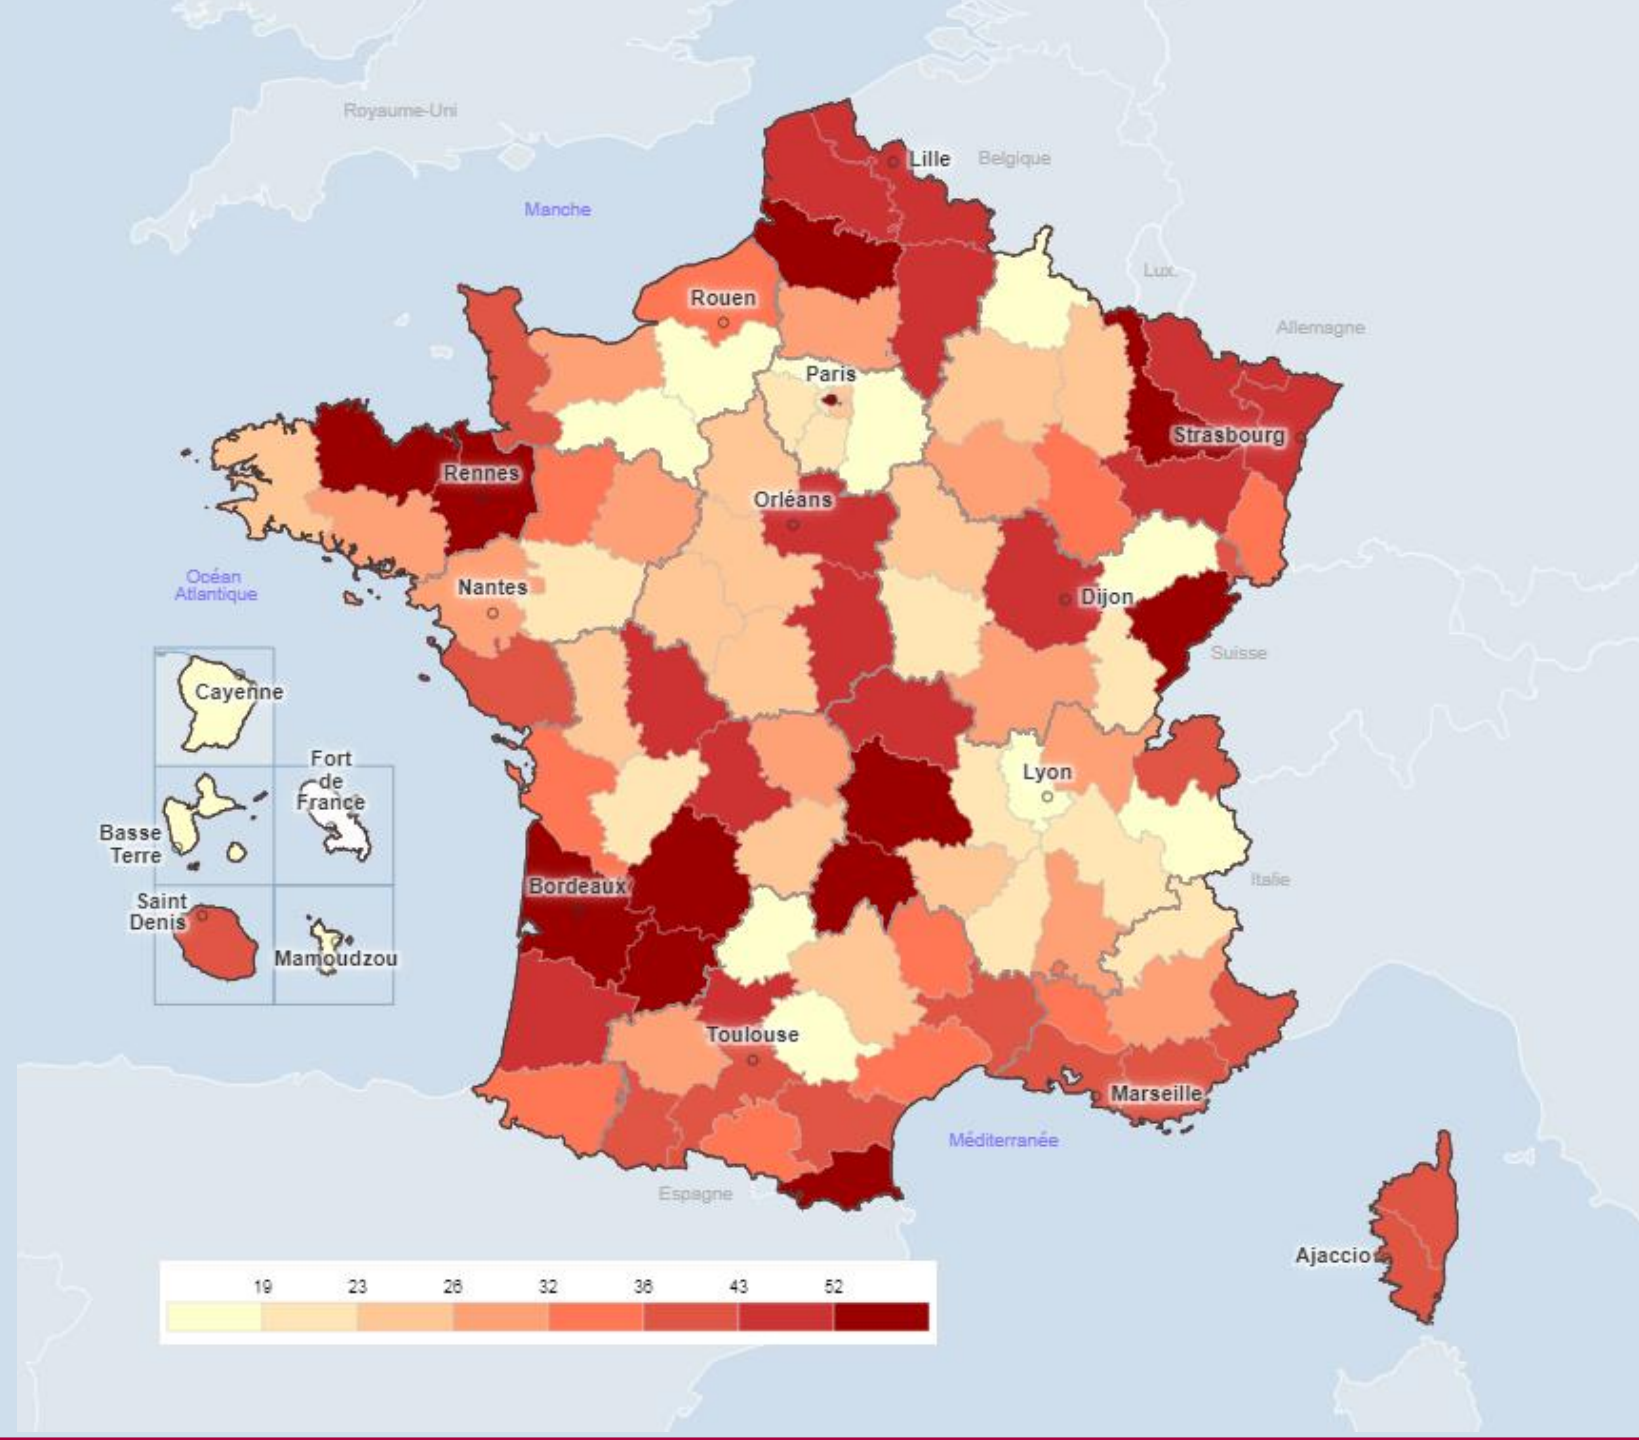 Royaume-Uni
Lille
Belgique
Manche
Lux.
Rouen
Allemagne
Paris
Strasbourg
Rennes
Orléans
Océan
Atlantique
Nantes
Dijon
Suisse
Cayenne
Fort
de
France
Lyon
Basse
Terre
Bordeaux
Italie
Saint
Denis
Mamoudzou
Toulouse
Marseille
Méditerranée
Espagne
Ajaccio
19 23 26 32 36 43 52